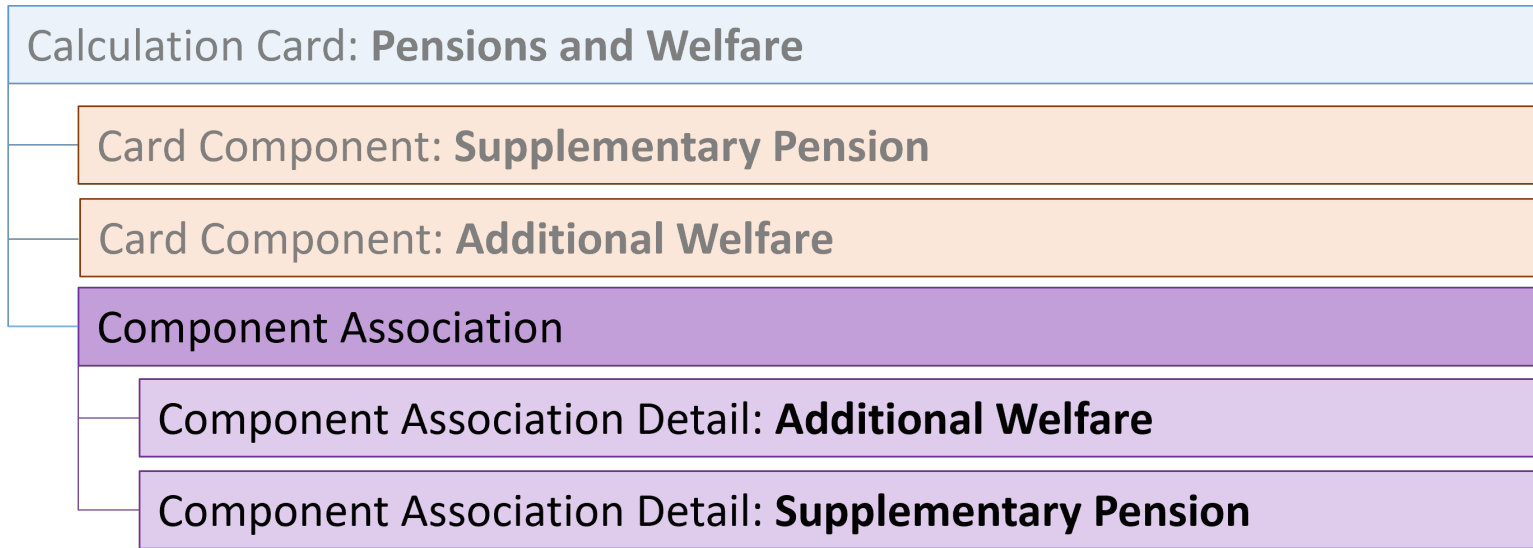 Calculation Card: Pensions and Welfare
Card Component: Supplementary Pension
Card Component: Additional Welfare
Component Association
Component Association Detail: Additional Welfare
Component Association Detail: Supplementary Pension